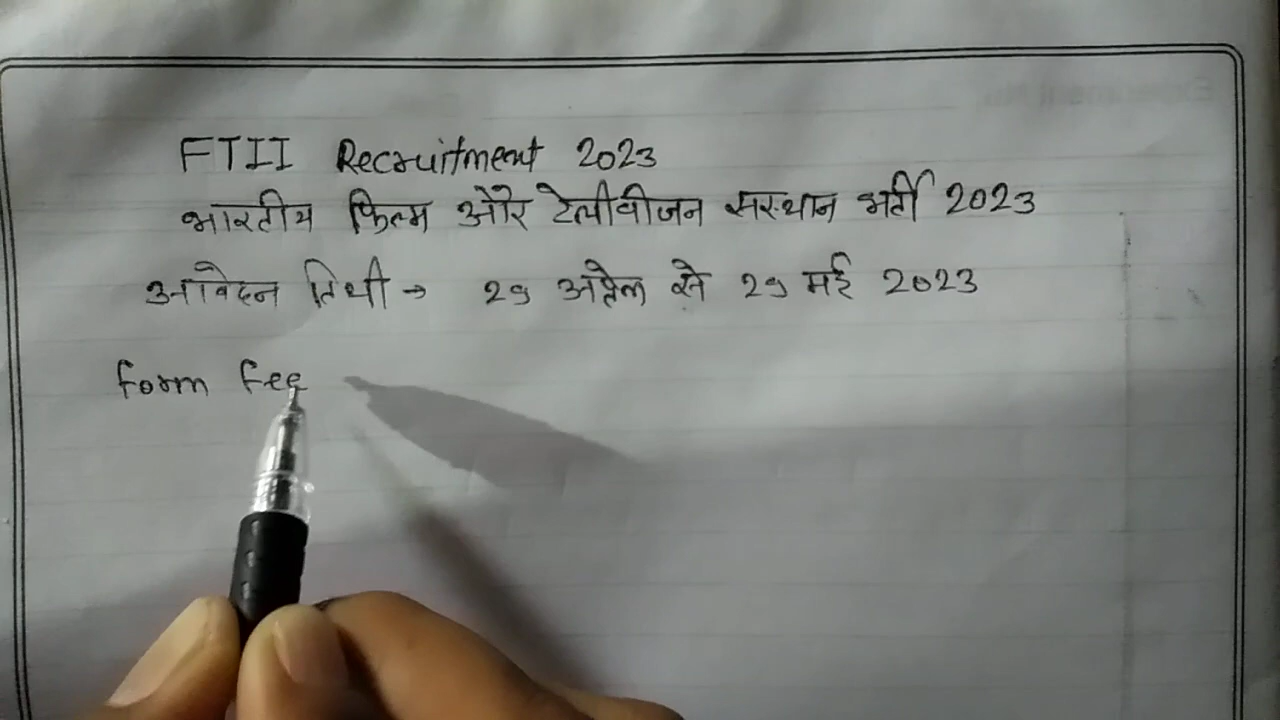 FTII Recruitment 2023
भारतीय फिल्म और टेलीवीजन संस्थान भर्ती 2023
आवेदन तिथी → 29 अप्रेल से 29 मई 2023
form fee